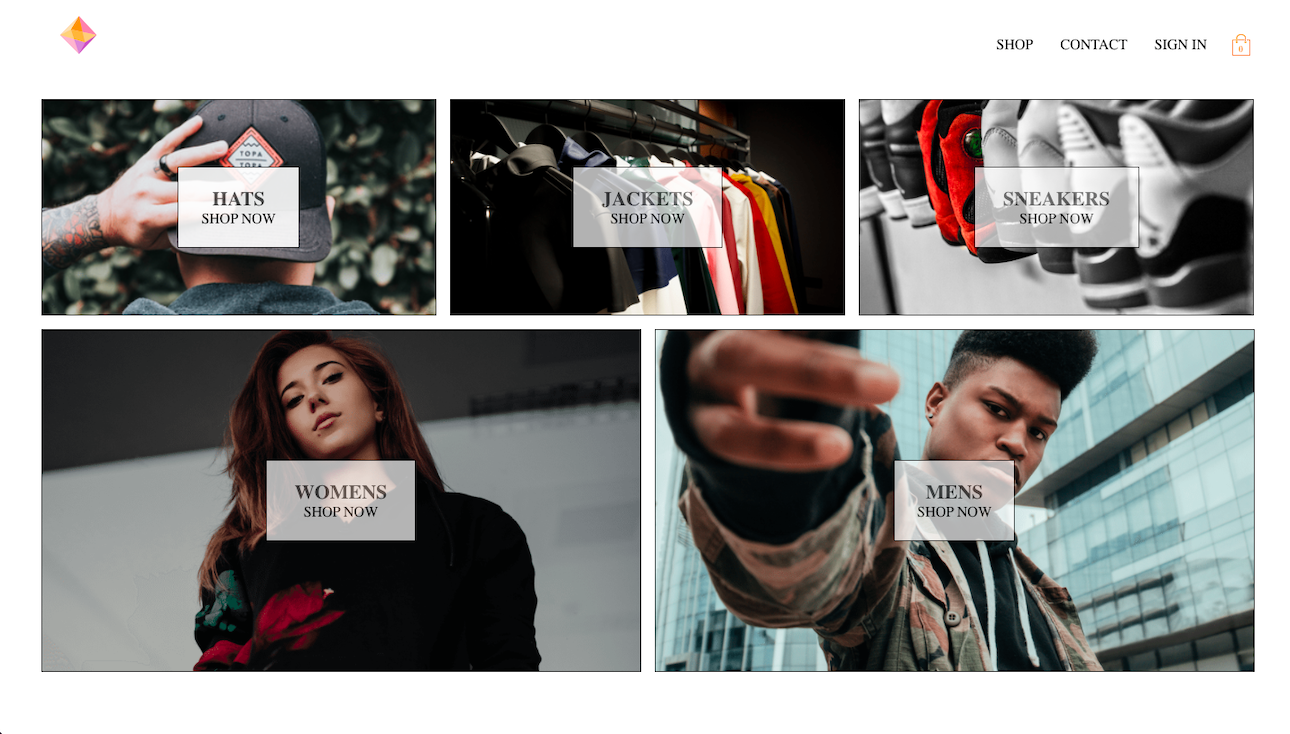 SHOP
CONTACT
SIGN IN
0
TOPA
TOPA
HATS
SHOP NOW
JACKETS
SHOP NOW
SNEAKERS
SHOP NOW
WOMENS
SHOP NOW
MENS
SHOP NOW